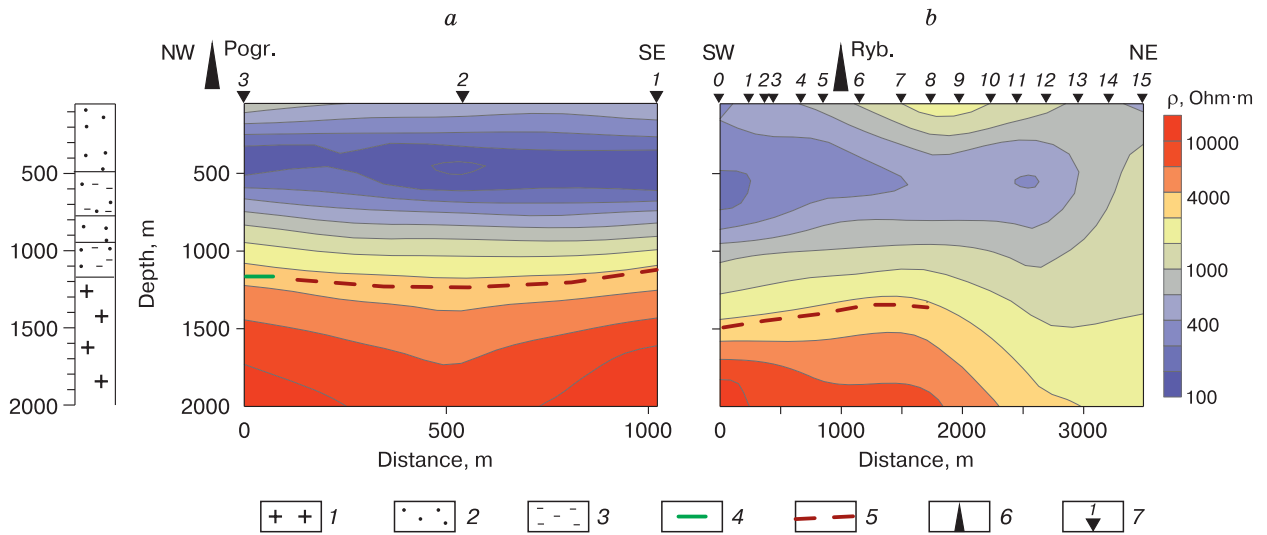 a b
NW Pogr. SE SW Ryb. NE
3 2 1 0 1 2 3 4 5 6 7 8 9 10 11 12 13 14 15
ρ, Ohm·m
10000
4000
1000
400
100
500
1000
1500
2000
Depth, m
500
1000
1500
2000
0 500 1000 0 1000 2000 3000
Distance, m Distance, m
1 2 3 4 5 6 1 7